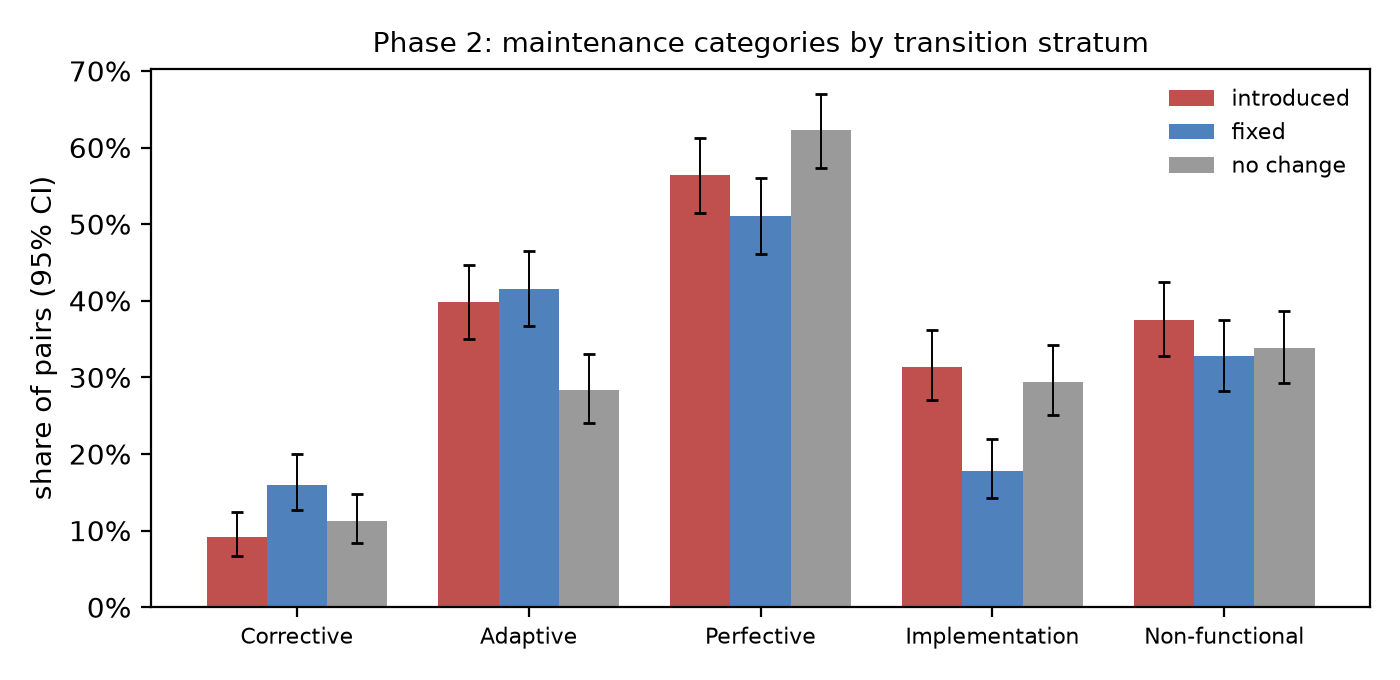 Phase 2: maintenance categories by transition stratum
share of pairs (95% CI)
70%
60%
50%
40%
30%
20%
10%
0%
introduced
fixed
no change
Corrective
Adaptive
Perfective
Implementation
Non-functional